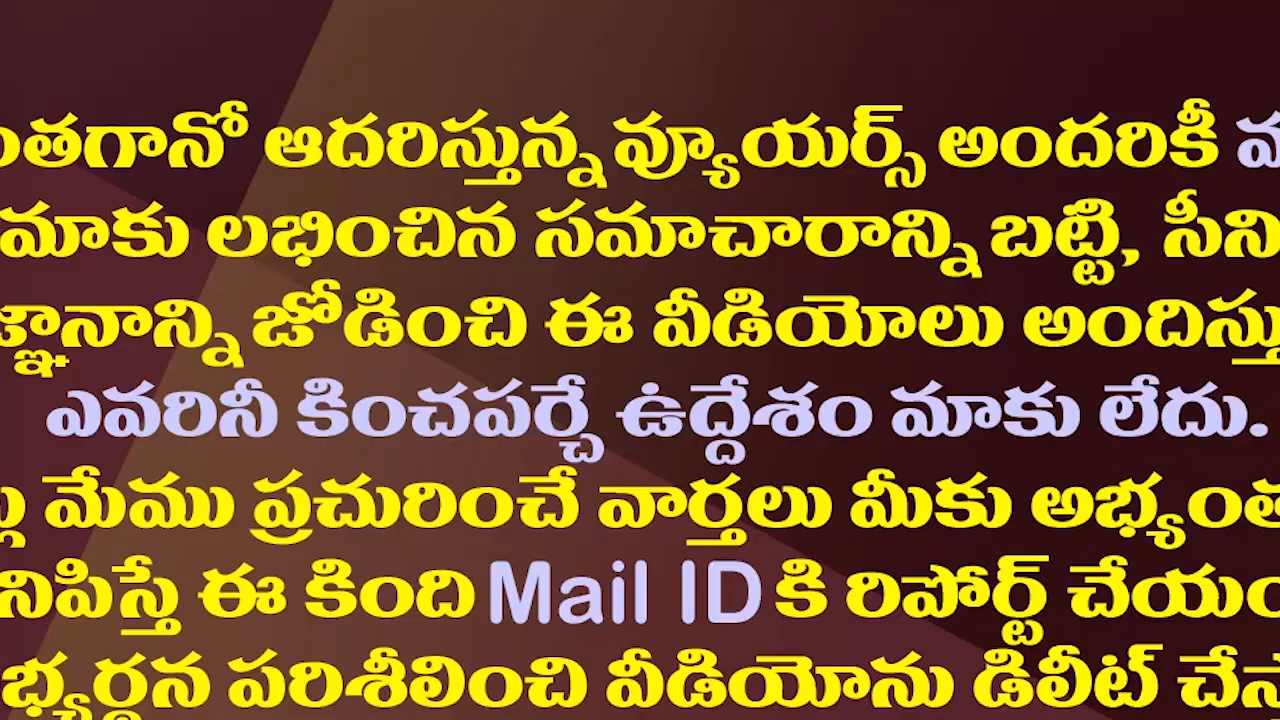 ఆదరిస్తున్న వ్యూయర్స్ అందరికీ
మాకు లభించిన సమాచారాన్ని బట్టి,
జోడించి ఈ వీడియోలు
ఎవరినీ కించపర్చే ఉద్దేశం మాకు లేదు.
మేము ప్రచురించే వార్తలు మీకు
ఈ కింది Mail ID కి రిపోర్ట్
పరిశీలించి వీడియోను డిలీట్